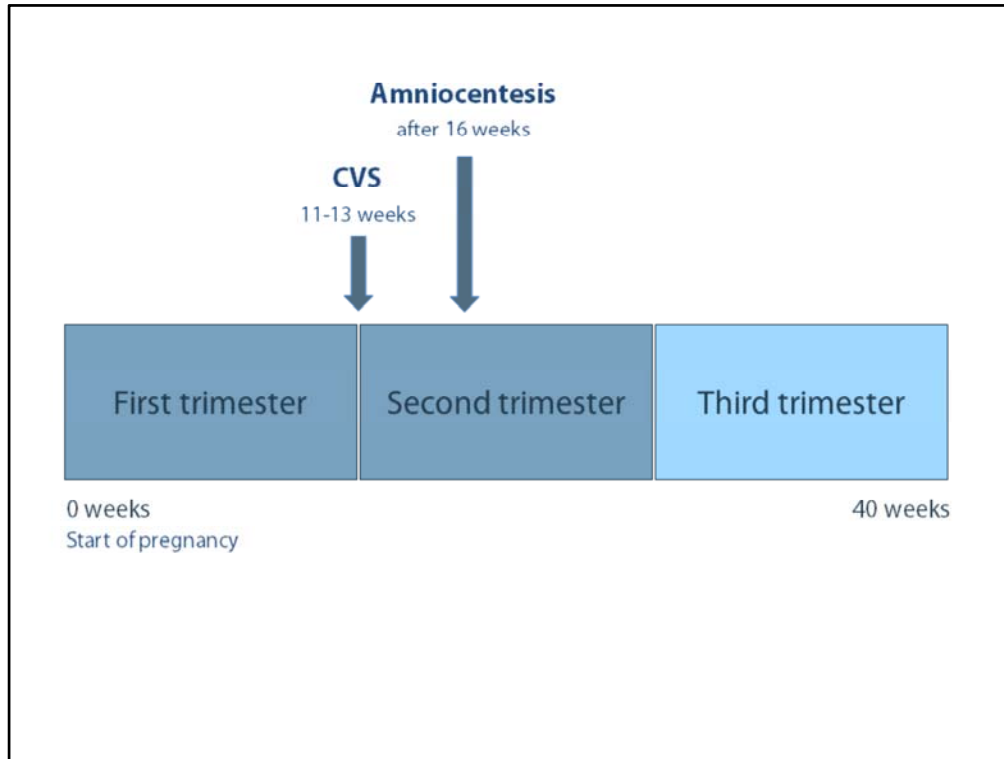 Amniocentesis
after 16 weeks
CVS
11-13 weeks
First trimester
Second trimester
Third trimester
0 weeks
40 weeks
Start of pregnancy